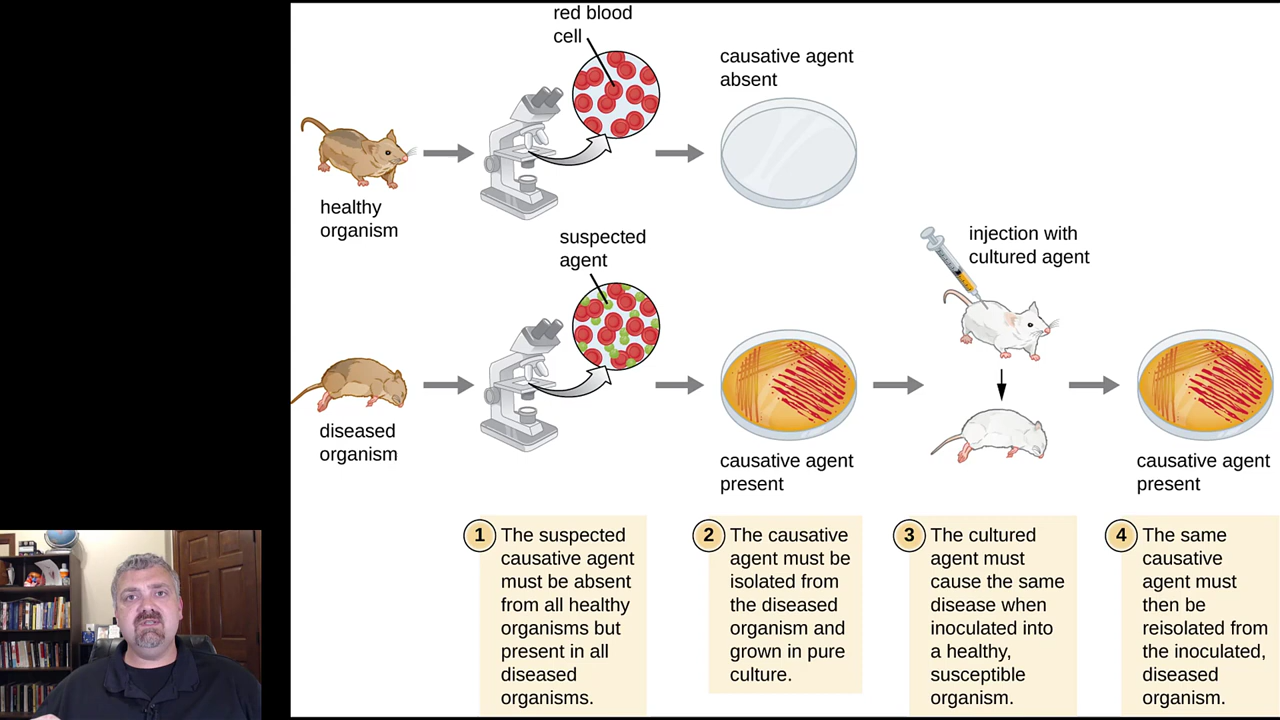 red blood
cell
causative agent
absent
healthy
organism
suspected
agent
injection with
cultured agent
diseased
organism
causative agent
present
causative agent
present
1 The suspected
causative agent
must be absent
from all healthy
organisms but
present in all
diseased
organisms.
2 The causative
agent must be
isolated from
the diseased
organism and
grown in pure
culture.
3 The cultured
agent must
cause the same
disease when
inoculated into
a healthy,
susceptible
organism.
4 The same
causative
agent must
then be
reisolated from
the inoculated,
diseased
organism.